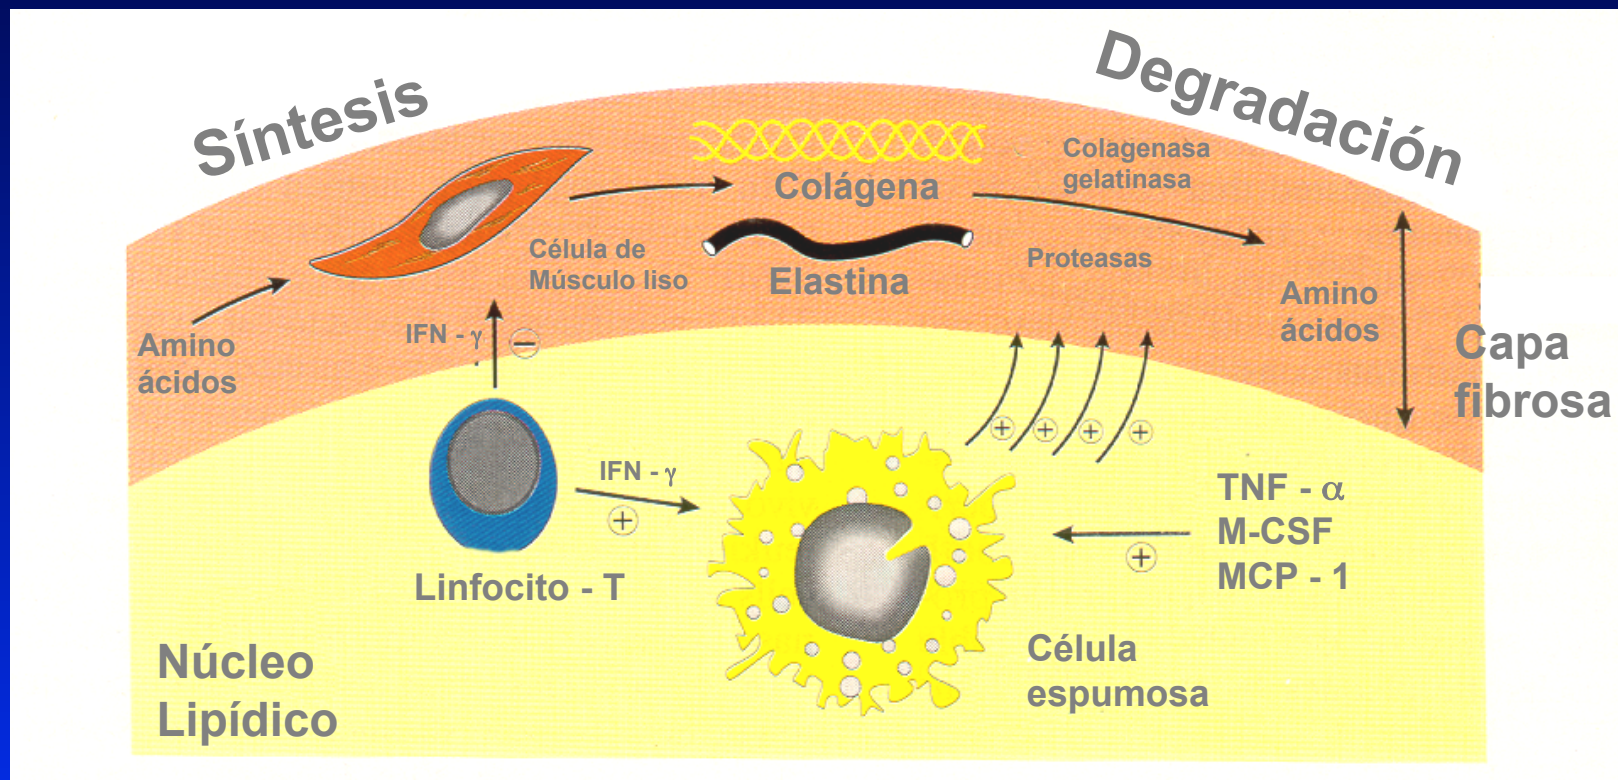 Síntesis
Degradación
Colagenasa
gelatinasa
Colágena
Célula de
Músculo liso
Elastina
Proteasas
Amino
ácidos
Amino
ácidos
IFN - γ
−
Capa
fibrosa
+ + + +
IFN - γ
+
TNF - α
M-CSF
MCP - 1
+
Linfocito - T
Célula
espumosa
Núcleo
Lipídico